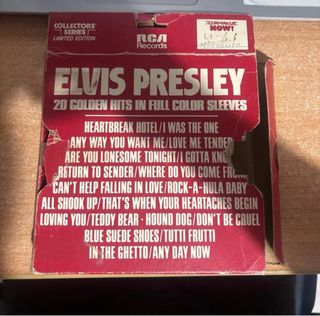 COLLECTORS'
SERIES
LIMITED EDITION
RCA
Records
NOW!
ELVIS PRESLEY
20 GOLDEN HITS IN FULL COLOR SLEEVES
HEARTBREAK HOTEL/I WAS THE ONE
ANY WAY YOU WANT ME/LOVE ME TENDER
ARE YOU LONESOME TONIGHT/I GOTTA KNOW
RETURN TO SENDER/WHERE DO YOU COME FR
CAN'T HELP FALLING IN LOVE/ROCK-A-HULA BABY
ALL SHOOK UP/THAT'S WHEN YOUR HEARTACHES BEGIN
LOVING YOU/TEDDY BEAR · HOUND DOG/DON'T BE CRUEL
BLUE SUEDE SHOES/TUTTI FRUTTI
IN THE GHETTO/ANY DAY NOW